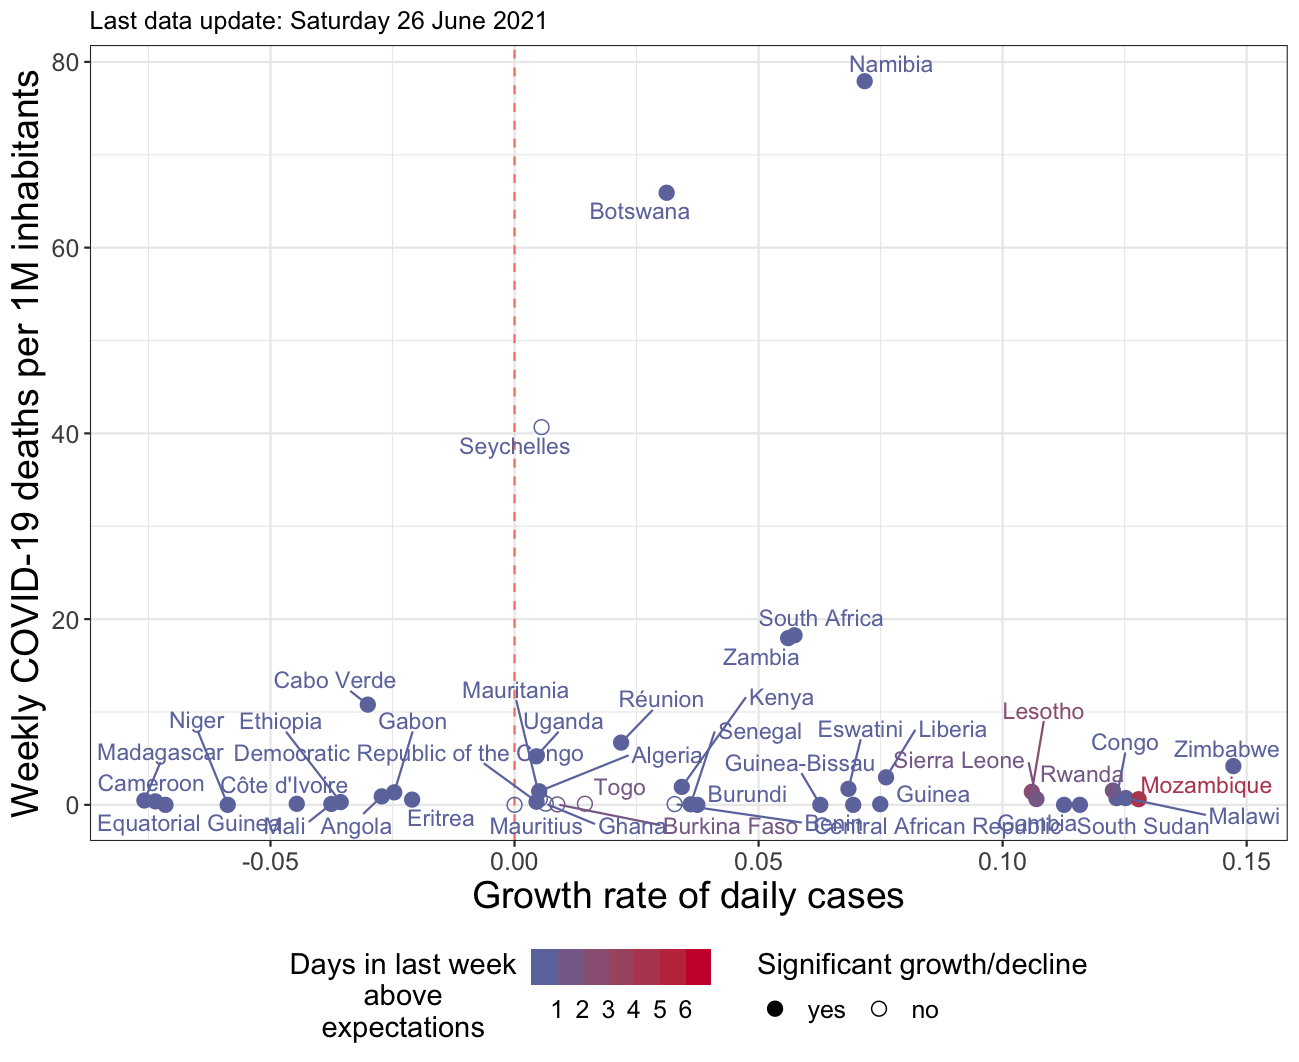 Last data update: Saturday 26 June 2021
Weekly COVID-19 deaths per 1M inhabitants
80
60
40
20
0
Namibia
Botswana
Seychelles
South Africa
Zambia
Cabo Verde
Mauritania
Réunion
Kenya
Lesotho
Niger
Ethiopia
Gabon
Uganda
Senegal
Eswatini
Liberia
Congo
Madagascar
Democratic Republic of the Congo
Algeria
Guinea-Bissau
Sierra Leone
Zimbabwe
Cameroon
Côte d'Ivoire
Togo
Burundi
Guinea
Rwanda
Mozambique
Equatorial Guinea
Mali
Angola
Eritrea
Mauritius
Ghana
Burkina Faso
Benin
Central African Republic
Gambia
South Sudan
Malawi
-0.05
0.00
0.05
0.10
0.15
Growth rate of daily cases
Days in last week
above
expectations
1 2 3 4 5 6
Significant growth/decline
yes
no